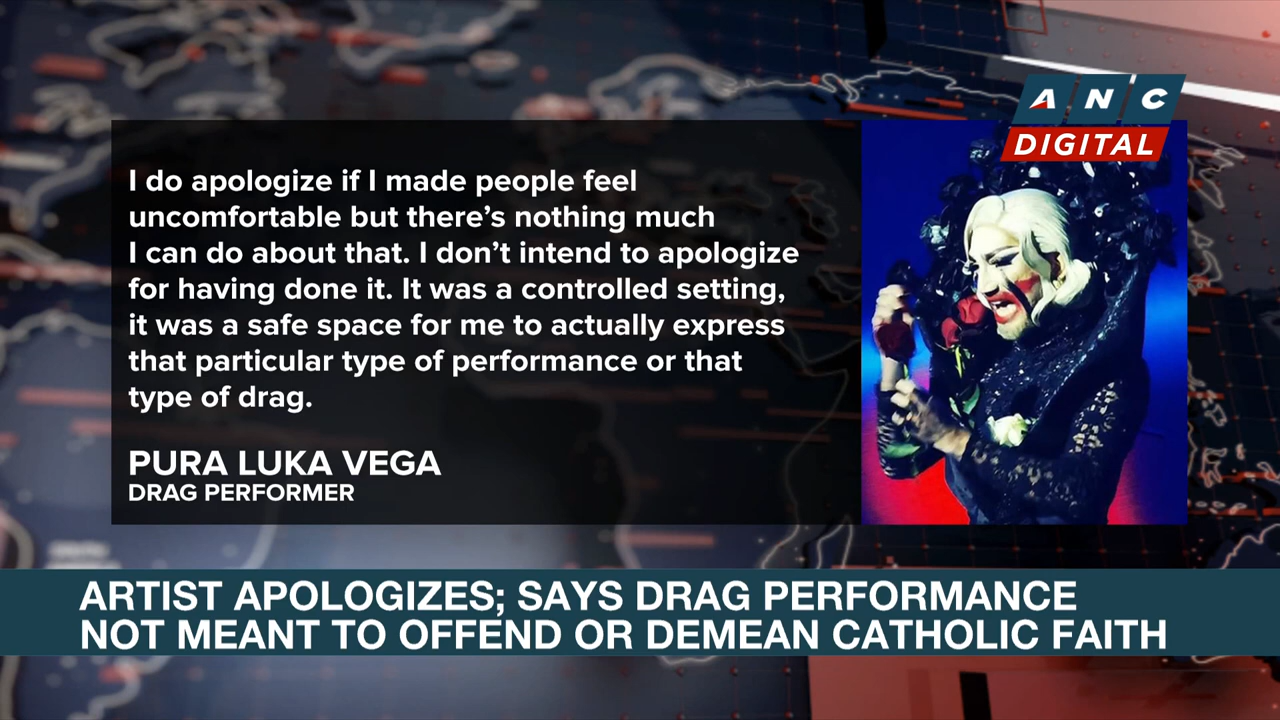 ANC
DIGITAL
I do apologize if I made people feel
uncomfortable but there's nothing much
I can do about that. I don't intend to apologize
for having done it. It was a controlled setting,
it was a safe space for me to actually express
that particular type of performance or that
type of drag.
PURA LUKA VEGA
DRAG PERFORMER
ARTIST APOLOGIZES; SAYS DRAG PERFORMANCE
NOT MEANT TO OFFEND OR DEMEAN CATHOLIC FAITH